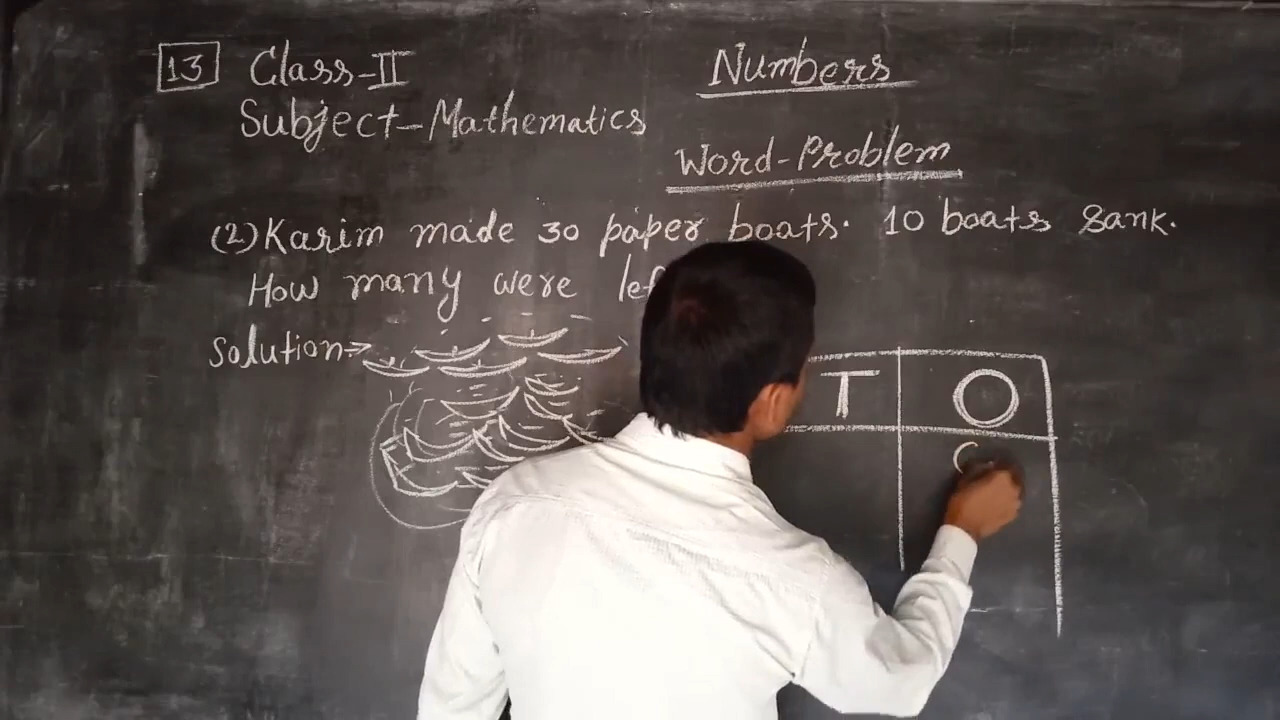 13 Class-II
Subject-Mathematics
Numbers
Word-Problem
(2) Karim made 30 paper boats. 10 boats sank.
How many were
Solution:→
T O